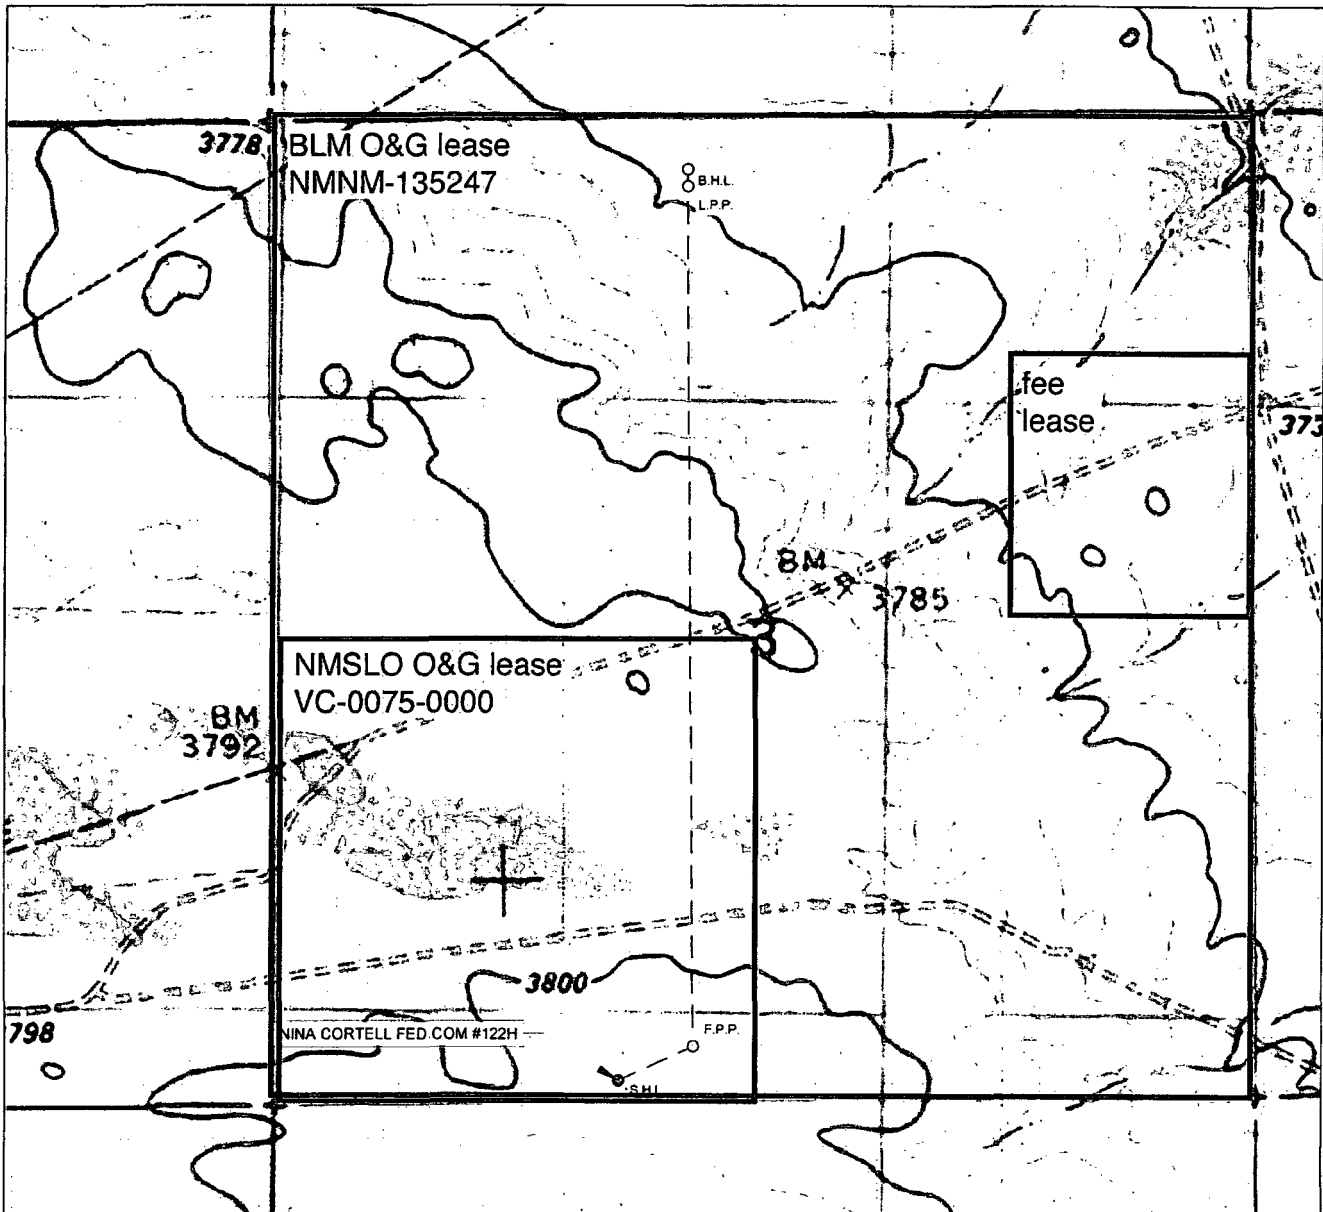 3778
BLM O&G lease
NMNM-135247
B.H.L.
L.P.P.
fee
lease
373
BM
3785
NMSLO O&G lease
VC-0075-0000
BM
3792
3800
798
NINA CORTELL FED.COM #122H
F.P.P.
S.H.L